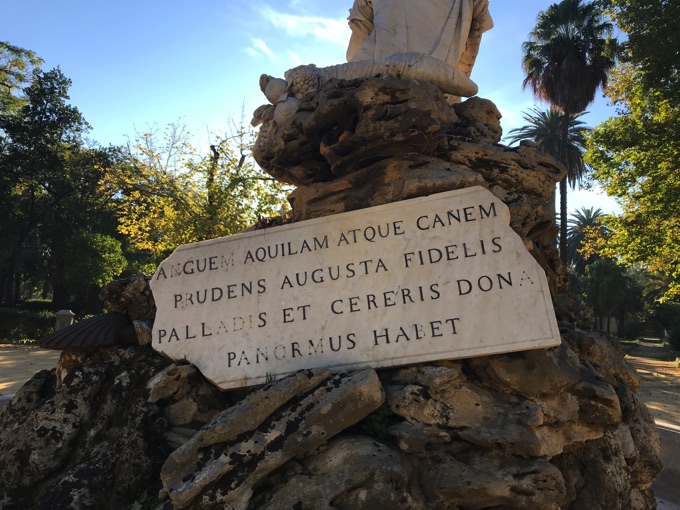 ANGUEM AQUILAM ATQUE CANEM
PRUDENS AUGUSTA FIDELIS
PALLADIS ET CERERIS DONA
PANORMUS HABET